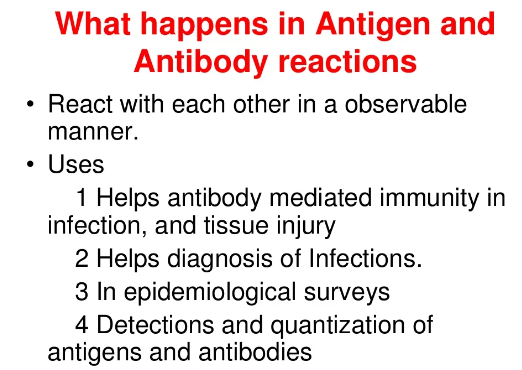 What happens in Antigen and
Antibody reactions
• React with each other in a observable
manner.
• Uses
1 Helps antibody mediated immunity in
infection, and tissue injury
2 Helps diagnosis of Infections.
3 In epidemiological surveys
4 Detections and quantization of
antigens and antibodies